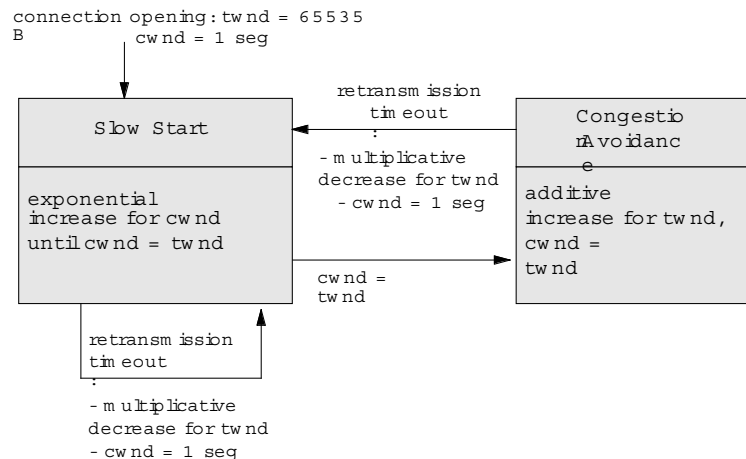 connection opening: twnd = 65535
B
cwnd = 1 seg
Slow Start
exponential
increase for cwnd
until cwnd = twnd
retransmission
timeout
:
- multiplicative
decrease for twnd
- cwnd = 1 seg
Congestio
n Avoidanc
e
additive
increase for twnd,
cwnd =
twnd
cwnd =
twnd
retransmission
timeout
:
- multiplicative
decrease for twnd
- cwnd = 1 seg